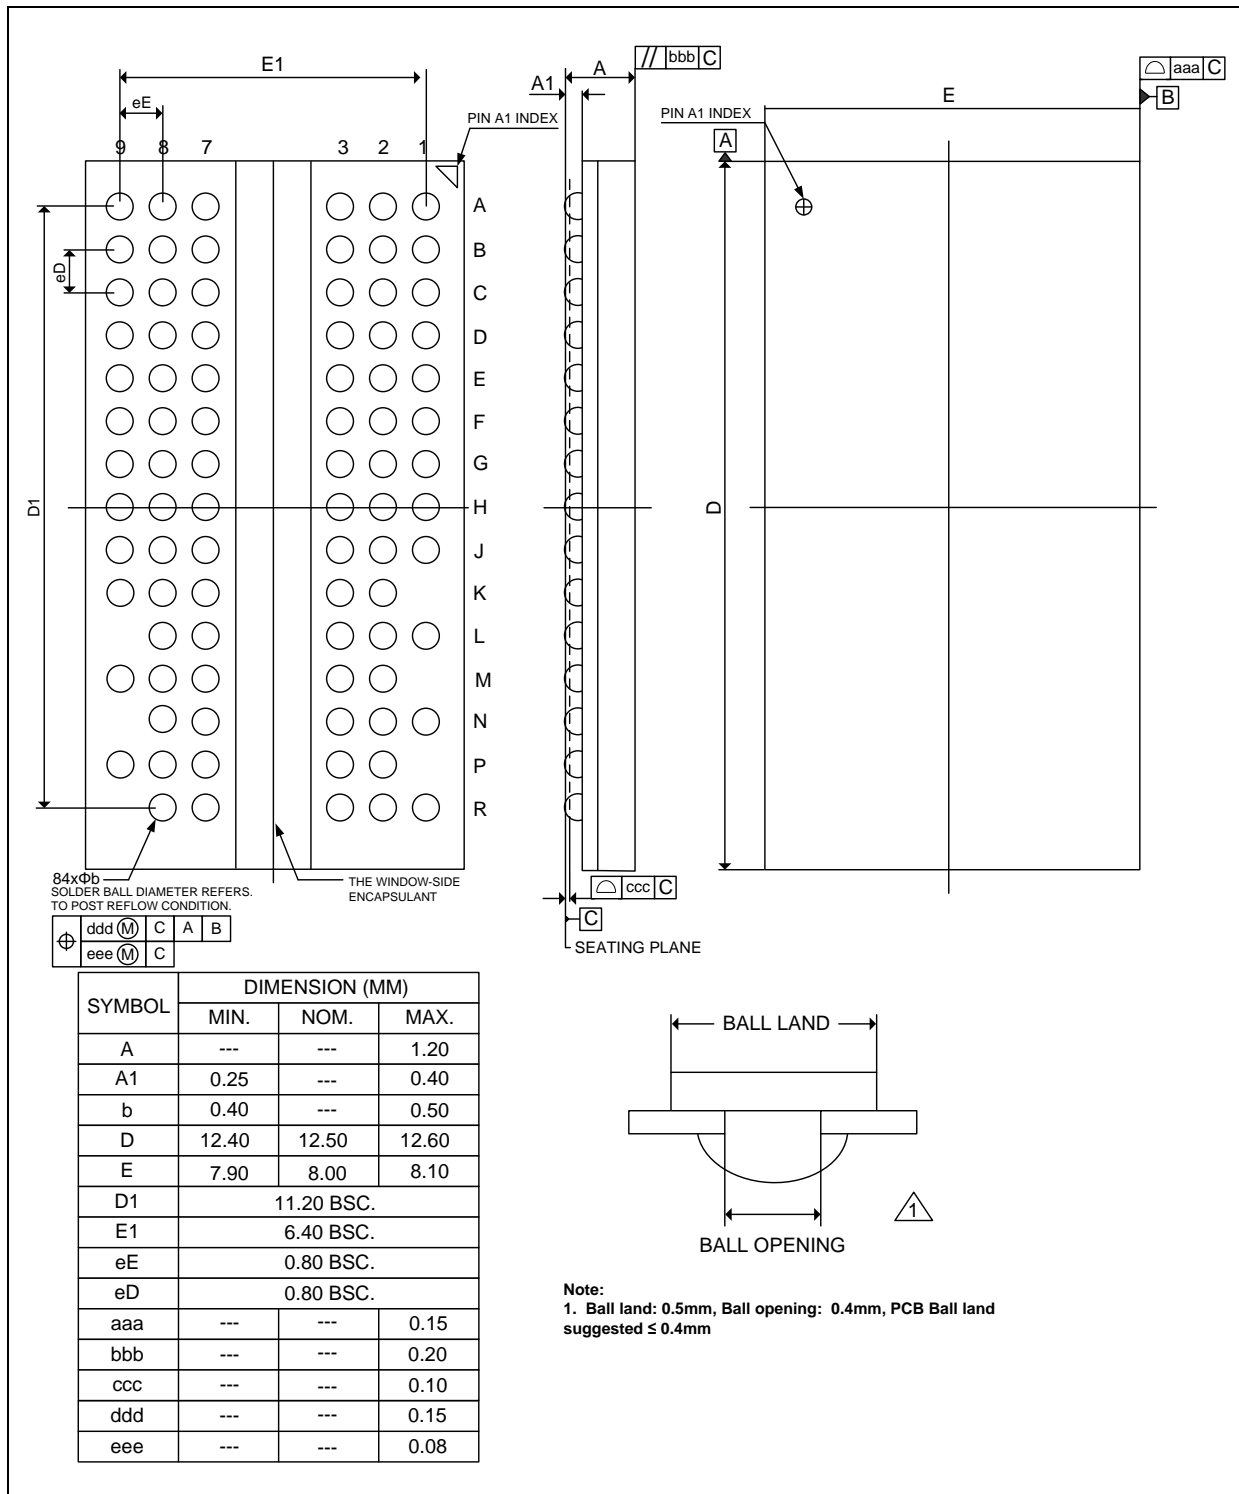 E1
eE
9 8 7 3 2 1
PIN A1 INDEX
A
B
C
D
E
F
G
H
J
K
L
M
N
P
R
eD
D1
84xΦb
SOLDER BALL DIAMETER REFERS.
TO POST REFLOW CONDITION.
THE WINDOW-SIDE
ENCAPSULANT
ddd Ⓜ C A B
eee Ⓜ C
A
A1
// bbb C
ccc C
C
SEATING PLANE
PIN A1 INDEX
E
aaa C
B
A
D
SYMBOL DIMENSION (MM)
MIN. NOM. MAX.
A --- --- 1.20
A1 0.25 --- 0.40
b 0.40 --- 0.50
D 12.40 12.50 12.60
E 7.90 8.00 8.10
D1 11.20 BSC.
E1 6.40 BSC.
eE 0.80 BSC.
eD 0.80 BSC.
aaa --- --- 0.15
bbb --- --- 0.20
ccc --- --- 0.10
ddd --- --- 0.15
eee --- --- 0.08
BALL LAND
1
BALL OPENING
Note:
1. Ball land: 0.5mm, Ball opening: 0.4mm, PCB Ball land
suggested ≤ 0.4mm